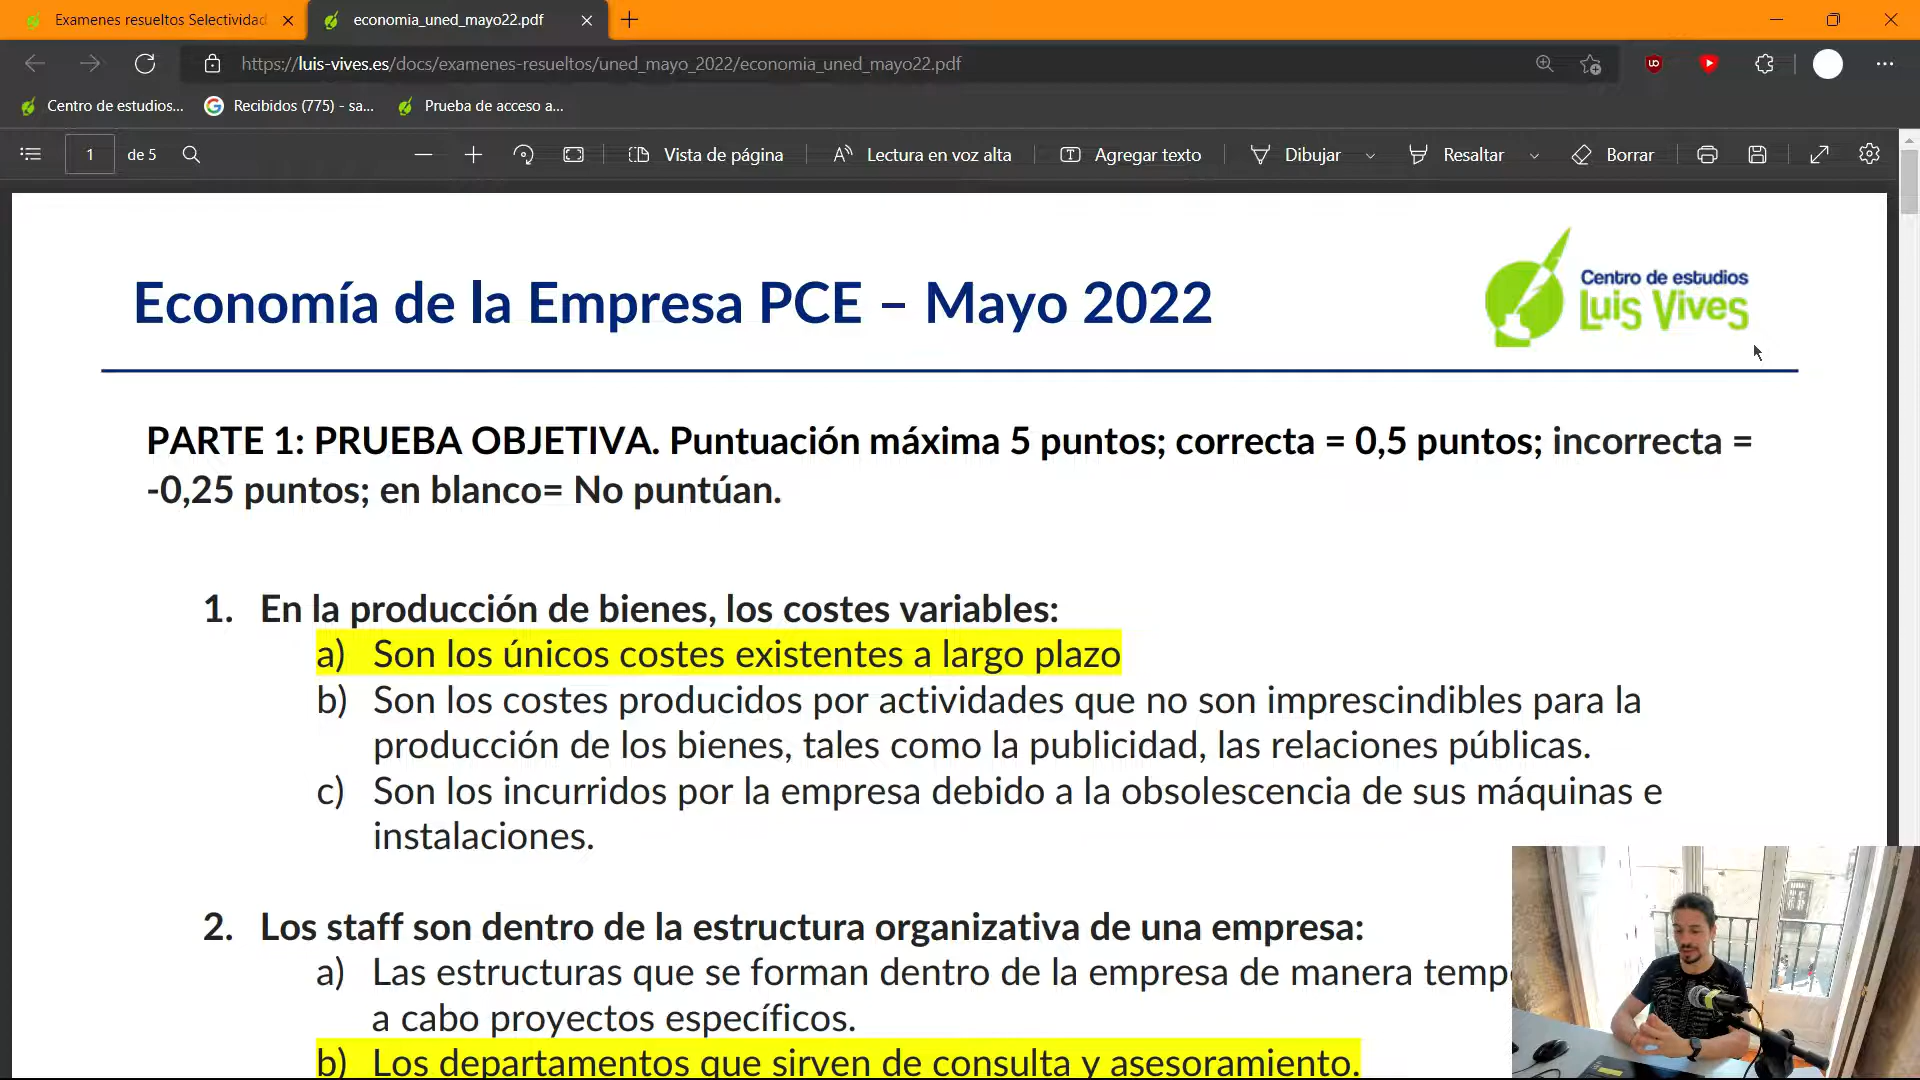 Examenes resueltos Selectividad
economia_uned_mayo22.pdf
https://luis-vives.es/docs/examenes-resueltos/uned_mayo_2022/economia_uned_mayo22.pdf
Centro de estudios...
Recibidos (775) - sa...
Prueba de acceso a...
1 de 5
Vista de página
Lectura en voz alta
Agregar texto
Dibujar
Resaltar
Borrar
Economía de la Empresa PCE – Mayo 2022
Centro de estudios
Luis Vives
PARTE 1: PRUEBA OBJETIVA. Puntuación máxima 5 puntos; correcta = 0,5 puntos; incorrecta =
-0,25 puntos; en blanco= No puntúan.
1. En la producción de bienes, los costes variables:
a) Son los únicos costes existentes a largo plazo
b) Son los costes producidos por actividades que no son imprescindibles para la
producción de los bienes, tales como la publicidad, las relaciones públicas.
c) Son los incurridos por la empresa debido a la obsolescencia de sus máquinas e
instalaciones.
2. Los staff son dentro de la estructura organizativa de una empresa:
a) Las estructuras que se forman dentro de la empresa de manera temp
a cabo proyectos específicos.
b) Los departamentos que sirven de consulta y asesoramiento.